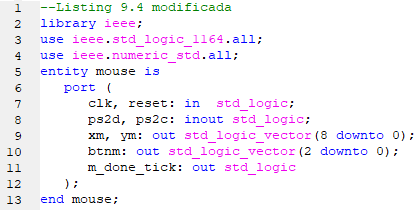 1 --Listing 9.4 modificada
2 library ieee;
3 use ieee.std_logic_1164.all;
4 use ieee.numeric_std.all;
5 entity mouse is
6 port (
7 clk, reset: in std_logic;
8 ps2d, ps2c: inout std_logic;
9 xm, ym: out std_logic_vector(8 downto 0);
10 btnm: out std_logic_vector(2 downto 0);
11 m_done_tick: out std_logic
12 );
13 end mouse;